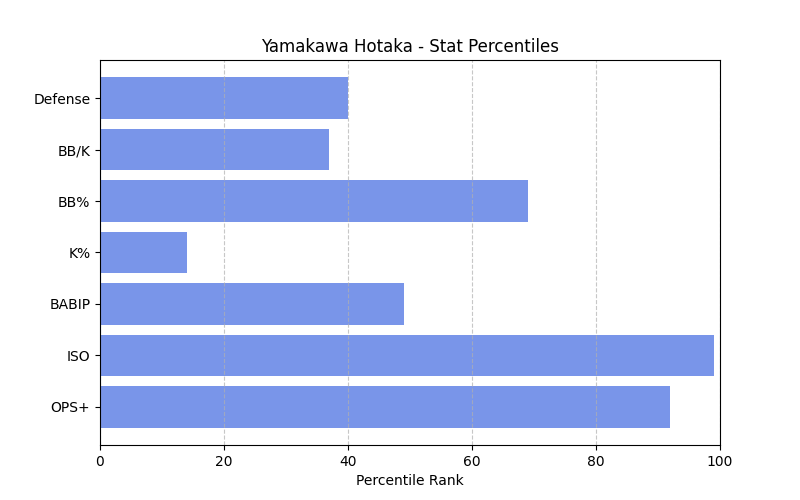 Yamakawa Hotaka - Stat Percentiles
Defense
BB/K
BB%
K%
BABIP
ISO
OPS+
0 20 40 60 80 100
Percentile Rank